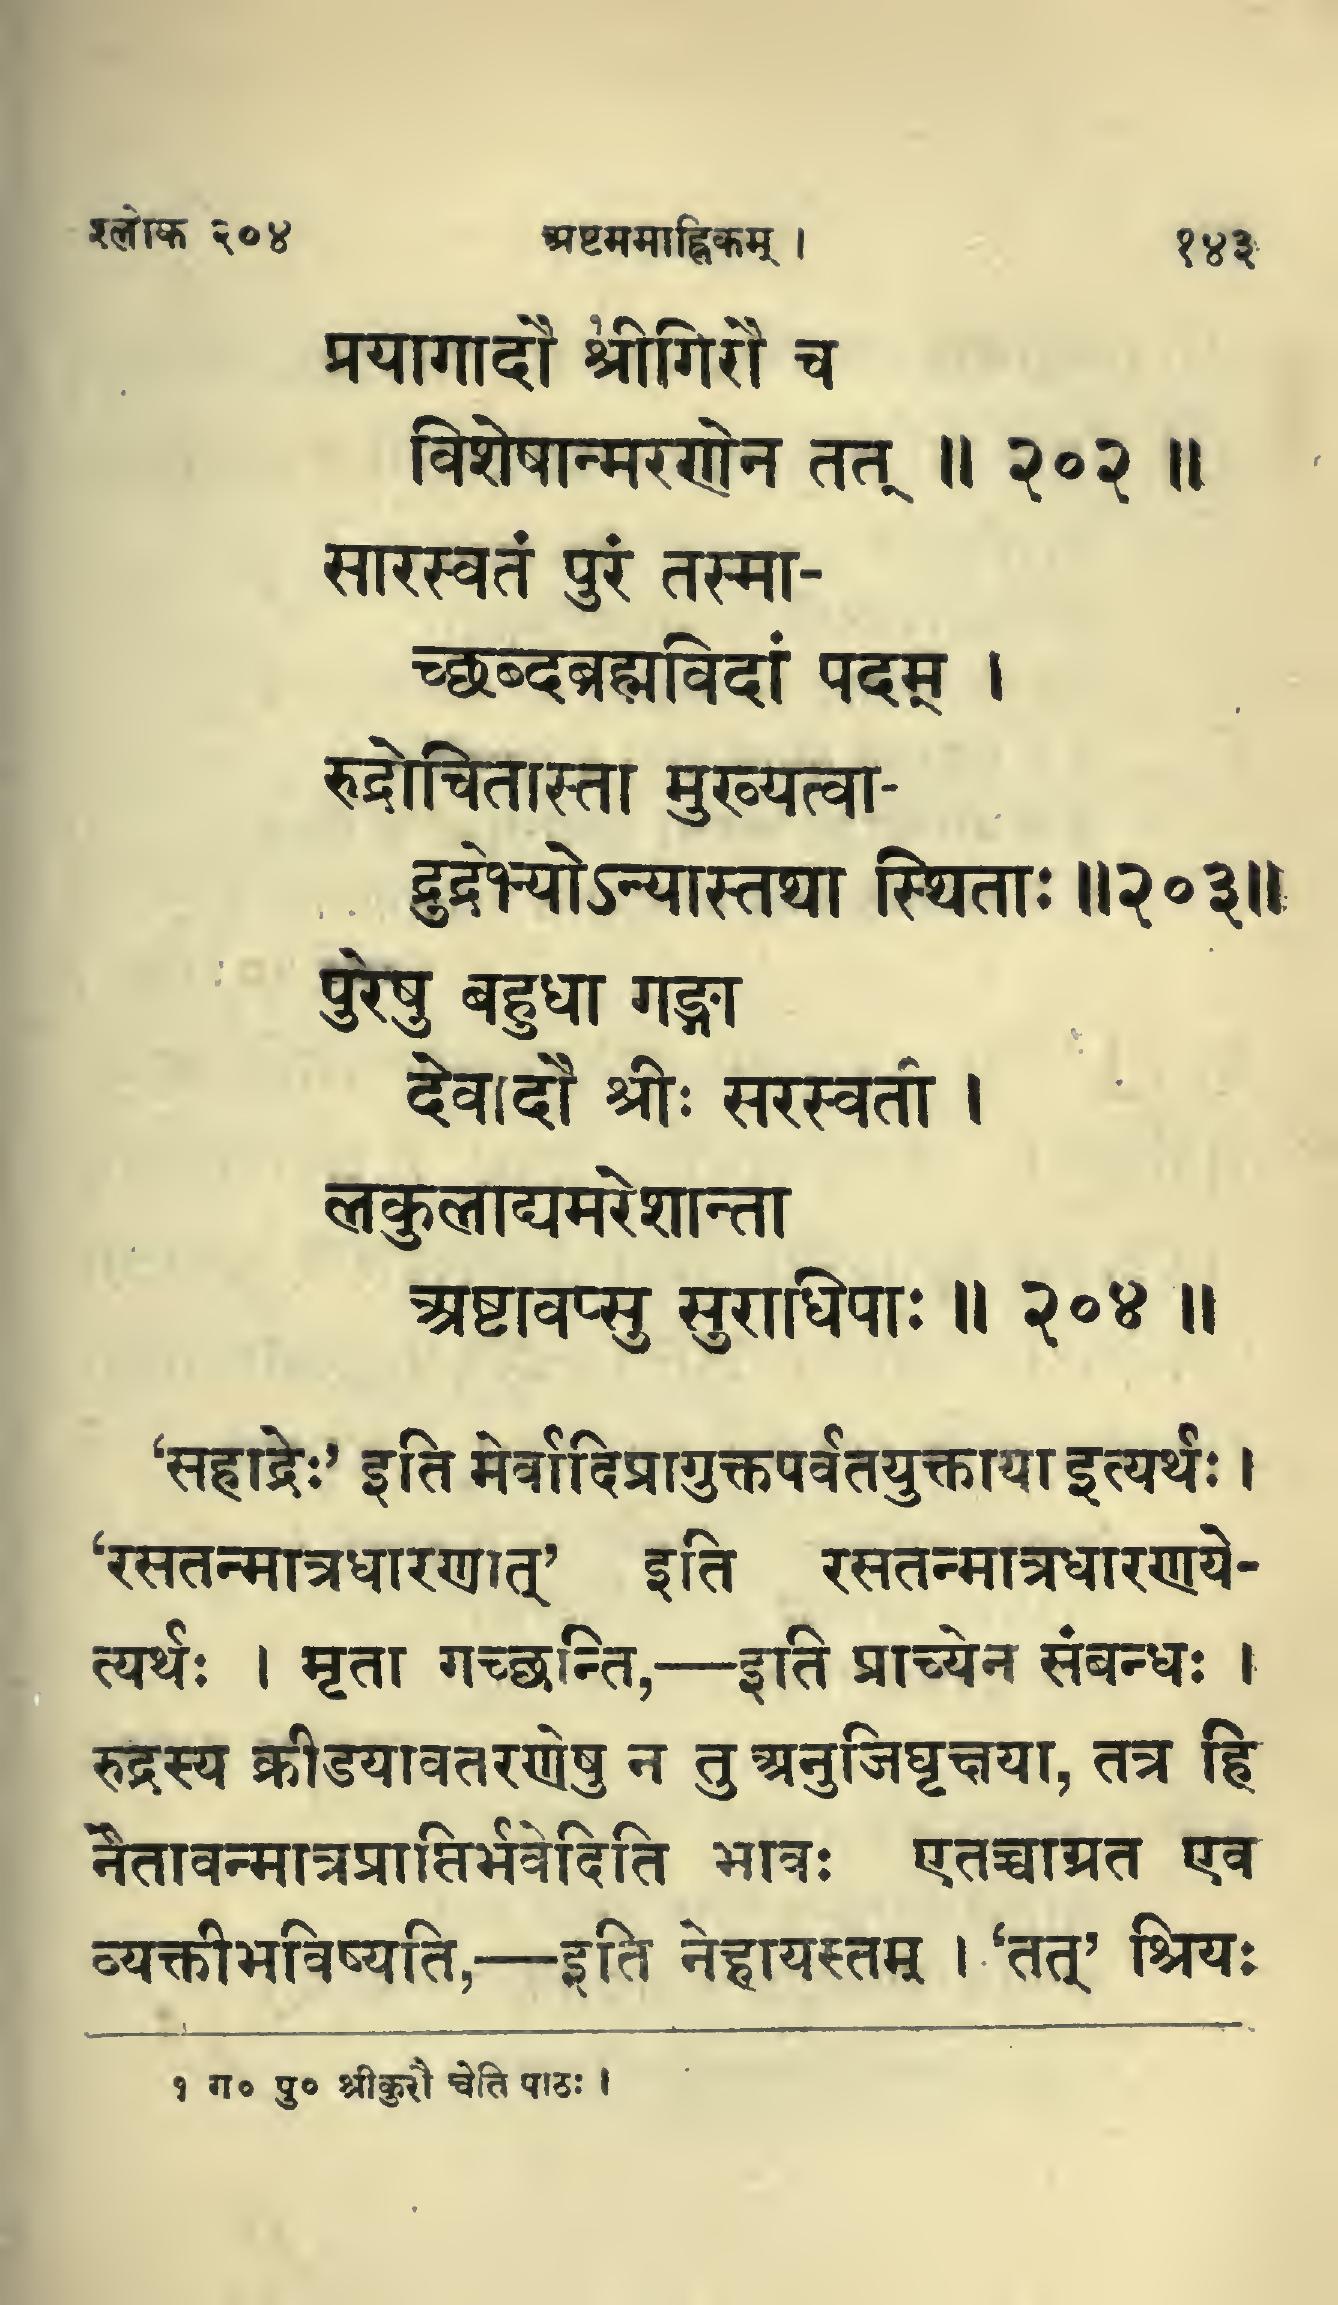 श्लोक २०४ अष्टममाह्निकम् । १४३
प्रयागादौ श्री१गिरौ च
विशेषान्मरणेन तत् ॥ २०२ ॥
सारस्वतं पुरं तस्मा-
च्छब्दब्रह्मविदां पदम् ।
रुद्रोचितास्ता मुख्यत्वा-
द्रुद्रेभ्योऽन्यास्तथा स्थिताः ॥२०३॥
पुरेषु बहुधा गङ्गा
देवादौ श्रीः सरस्वती ।
लकुलाद्यमरेशान्ता
अष्टावप्सु सुराधिपाः ॥ २०४ ॥
‘सहाद्रेः’ इति मेर्वादिप्रागुक्तपर्वतयुक्ताया इत्यर्थः ।
‘रसतन्मात्रधारणात्’ इति रसतन्मात्रधारणये-
त्यर्थः । मृता गच्छन्ति,—इति प्राच्येन संबन्धः ।
रुद्रस्य क्रीडयावतरणेषु न तु अनुजिघृक्षया, तत्र हि
नैतावन्मात्रप्राप्तिर्भवेदिति भावः एतच्चाग्रत एव
व्यक्तीभविष्यति,—इति नेहायस्तम् । ‘तत्’ श्रियः
१ ग० पु० श्रीकुरौ चेति पाठः ।